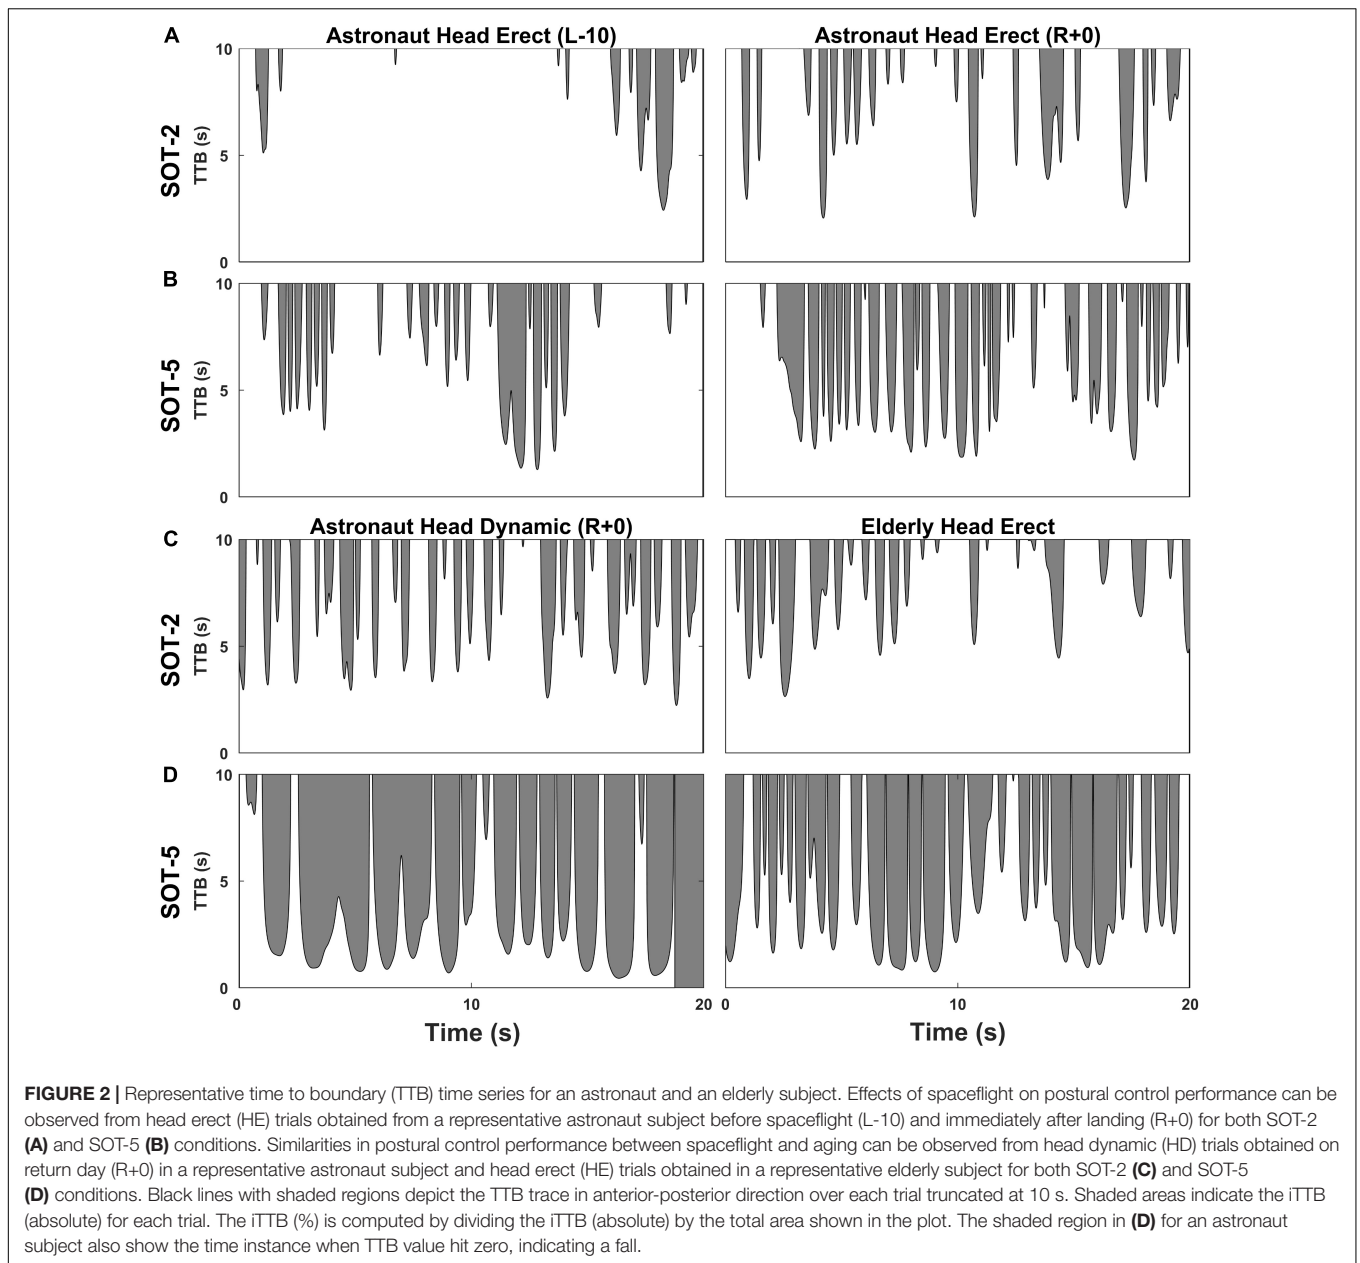 A
Astronaut Head Erect (L-10)
Astronaut Head Erect (R+0)
SOT-2
TTB (s)
10
5
0
B
SOT-5
TTB (s)
10
5
0
Astronaut Head Dynamic (R+0)
Elderly Head Erect
C
SOT-2
TTB (s)
10
5
0
D
SOT-5
TTB (s)
10
5
0
0 10 20 0 10 20
Time (s) Time (s)
FIGURE 2 | Representative time to boundary (TTB) time series for an astronaut and an elderly subject. Effects of spaceflight on postural control performance can be
observed from head erect (HE) trials obtained from a representative astronaut subject before spaceflight (L-10) and immediately after landing (R+0) for both SOT-2
(A) and SOT-5 (B) conditions. Similarities in postural control performance between spaceflight and aging can be observed from head dynamic (HD) trials obtained on
return day (R+0) in a representative astronaut subject and head erect (HE) trials obtained in a representative elderly subject for both SOT-2 (C) and SOT-5
(D) conditions. Black lines with shaded regions depict the TTB trace in anterior-posterior direction over each trial truncated at 10 s. Shaded areas indicate the iTTB
(absolute) for each trial. The iTTB (%) is computed by dividing the iTTB (absolute) by the total area shown in the plot. The shaded region in (D) for an astronaut
subject also show the time instance when TTB value hit zero, indicating a fall.